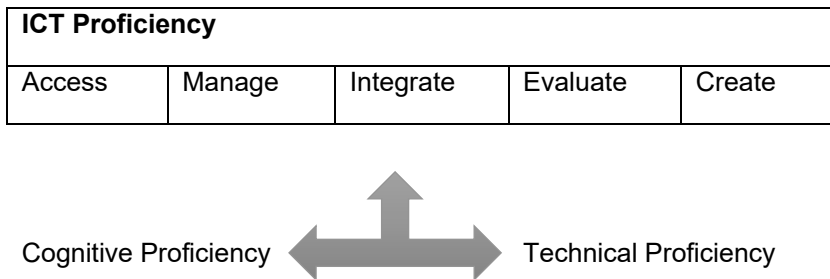 ICT Proficiency
Access Manage Integrate Evaluate Create
Cognitive Proficiency Technical Proficiency